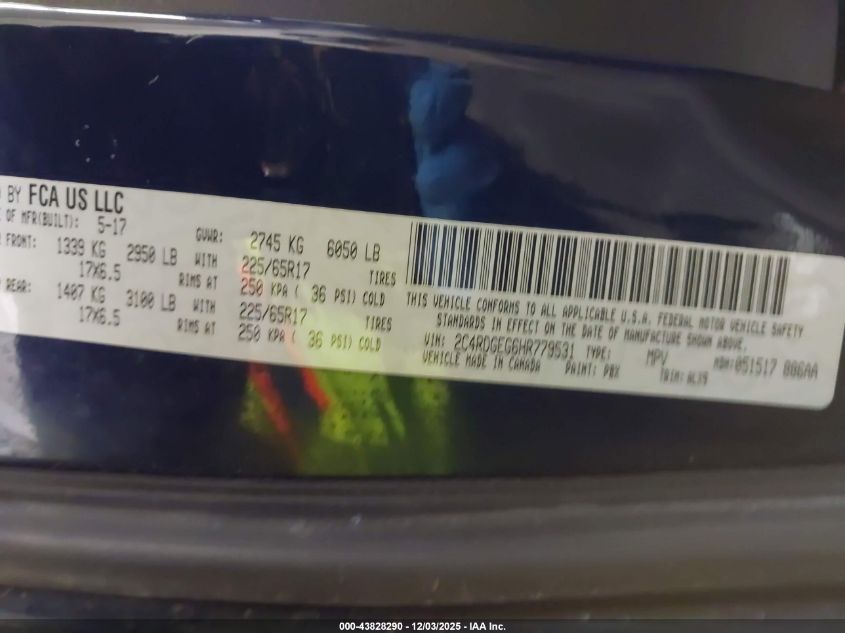 BY FCA US LLC
OF MFR(BUILT): 5-17
GVWR: 2745 KG 6050 LB
FRONT: 1339 KG 2950 LB WITH 225/65R17 TIRES
17X6.5 RIMS AT 250 KPA ( 36 PSI) COLD
REAR: 1407 KG 3100 LB WITH 225/65R17 TIRES
17X6.5 RIMS AT 250 KPA ( 36 PSI) COLD
THIS VEHICLE CONFORMS TO ALL APPLICABLE U.S.A. FEDERAL MOTOR VEHICLE SAFETY
STANDARDS IN EFFECT ON THE DATE OF MANUFACTURE SHOWN ABOVE.
VIN: 2C4RDGEG6HR779531 TYPE: MPV MDH:051517 086AA
VEHICLE MADE IN CANADA PAINT: PBX TRIM:
000-43828290 - 12/03/2025 - IAA Inc.